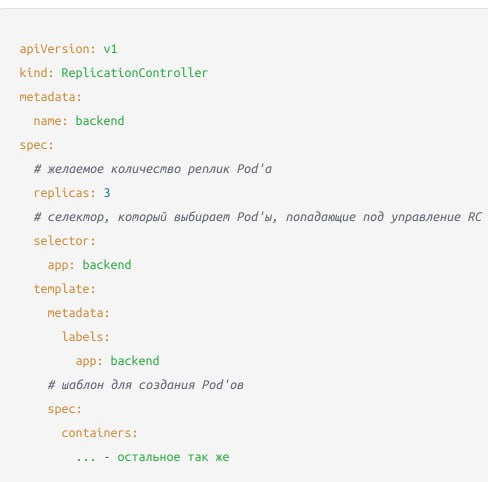 apiVersion: v1
kind: ReplicationController
metadata:
  name: backend
spec:
  # желаемое количество реплик Pod'а
  replicas: 3
  # селектор, который выбирает Pod'ы, попадающие под управление RC
  selector:
    app: backend
  template:
    metadata:
      labels:
        app: backend
    # шаблон для создания Pod'ов
    spec:
      containers:
        ... - остальное так же